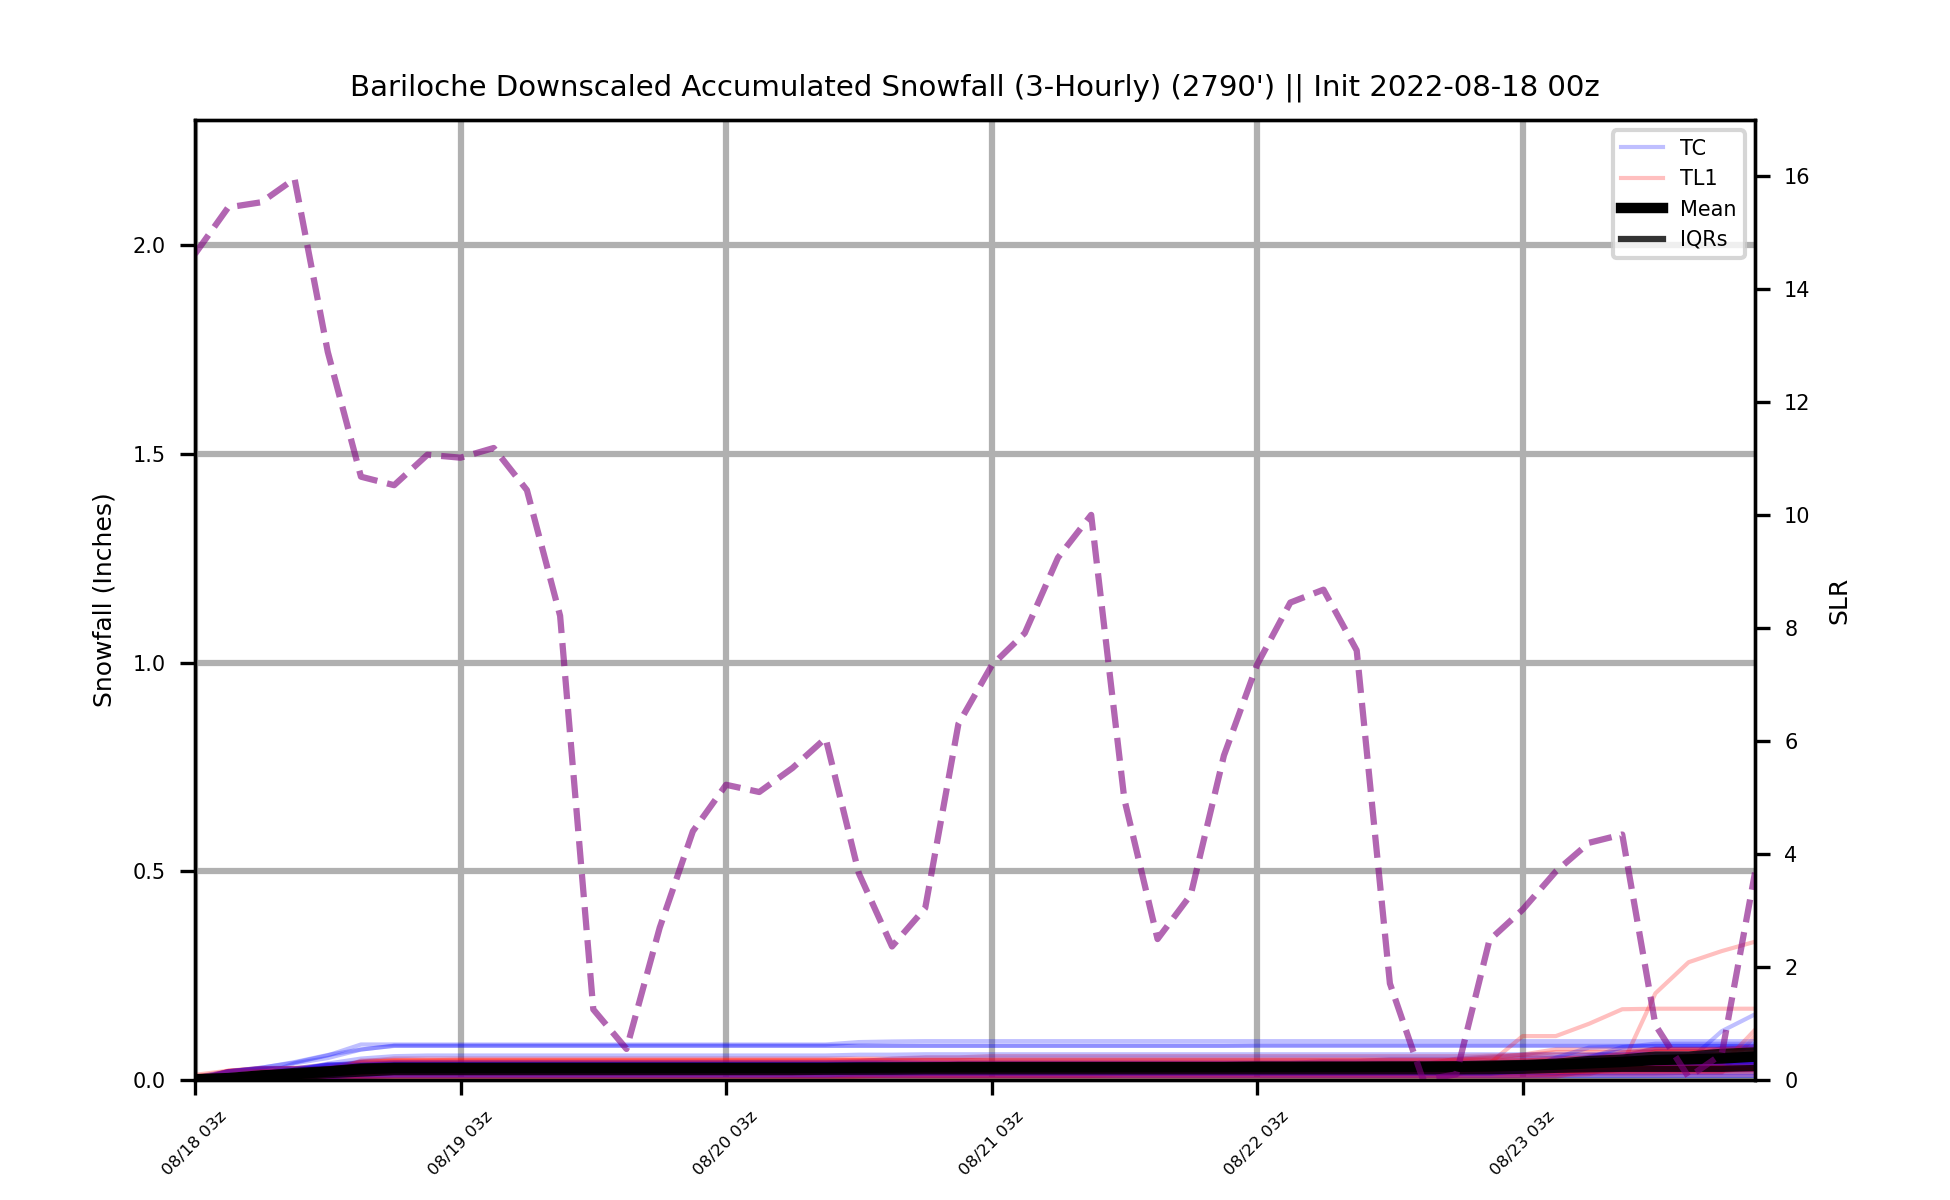 Bariloche Downscaled Accumulated Snowfall (3-Hourly) (2790') || Init 2022-08-18 00z
TC
TL1
Mean
IQRs
2.0
1.5
1.0
0.5
0.0
Snowfall (Inches)
16
14
12
10
8
6
4
2
0
SLR
08/18 03z
08/19 03z
08/20 03z
08/21 03z
08/22 03z
08/23 03z